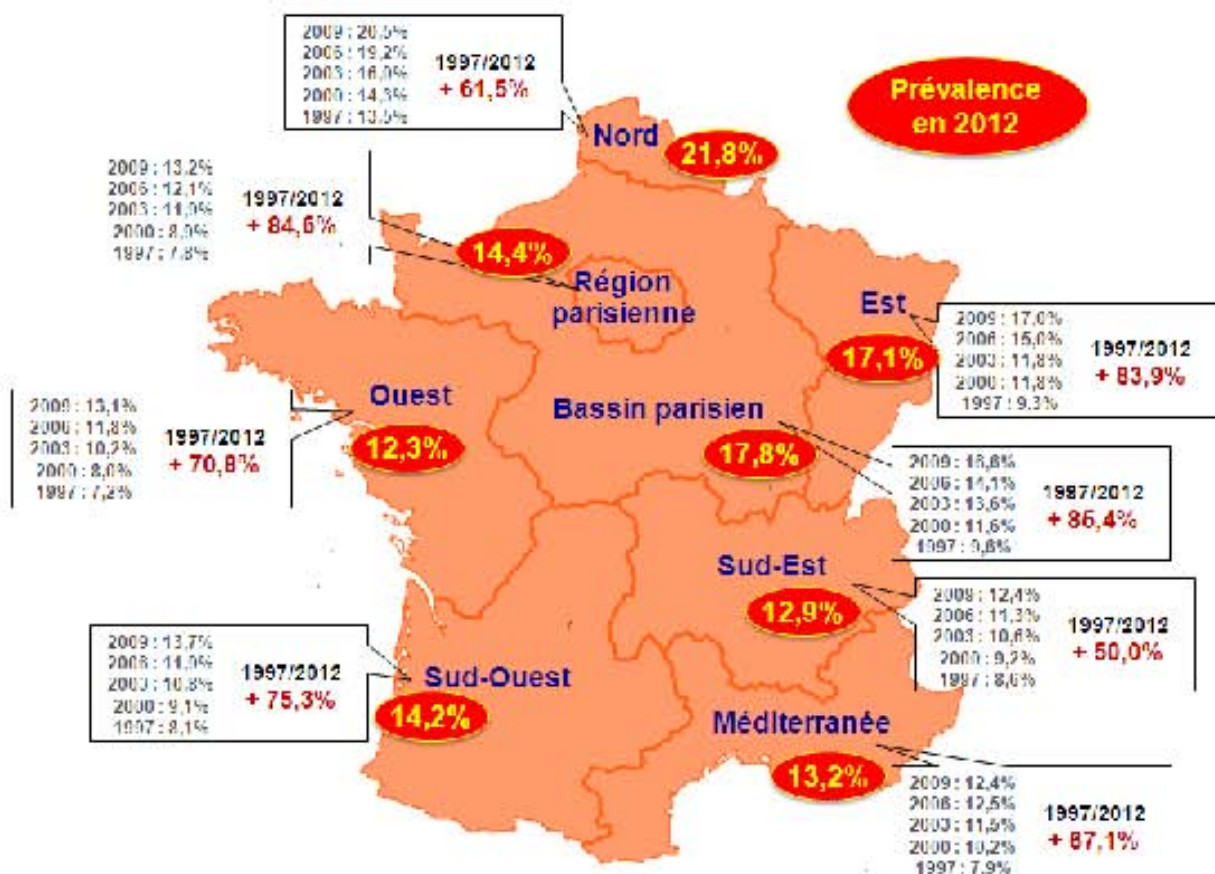 2009 : 20,5%
2006 : 19,2%
2003 : 16,0%
2000 : 14,3%
1997 : 13,5%
1997/2012
+ 61,5%
Prévalence
en 2012
Nord
21,8%
2009 : 13,2%
2006 : 12,1%
2003 :
2000 :
1997 : 7,8%
1997/2012
+ 84,6%
14,4%
Région
parisienne
Est
17,1%
2009 : 17,0%
2006 : 15,0%
2003 : 11,8%
2000 : 11,8%
1997 : 9,3%
1997/2012
+ 83,9%
2009 : 13,1%
2006 : 11,8%
2003 : 10,2%
2000 : 8,0%
1997 : 7,2%
1997/2012
+ 70,8%
Ouest
12,3%
Bassin parisien
17,8%
2009 : 16,6%
2006 : 14,1%
2003 : 13,6%
2000 : 11,6%
1997 : 9,6%
1997/2012
+ 85,4%
Sud-Est
12,9%
2009 : 12,4%
2006 : 11,3%
2003 : 10,6%
2000 : 9,2%
1997 : 8,6%
1997/2012
+ 50,0%
2009 : 13,7%
2006 :
2003 : 10,8%
2000 : 9,1%
1997 : 8,1%
1997/2012
+ 75,3%
Sud-Ouest
14,2%
Méditerranée
13,2%
2009 : 12,4%
2006 : 12,5%
2003 : 11,5%
2000 : 10,2%
1997 : 7,9%
1997/2012
+ 67,1%